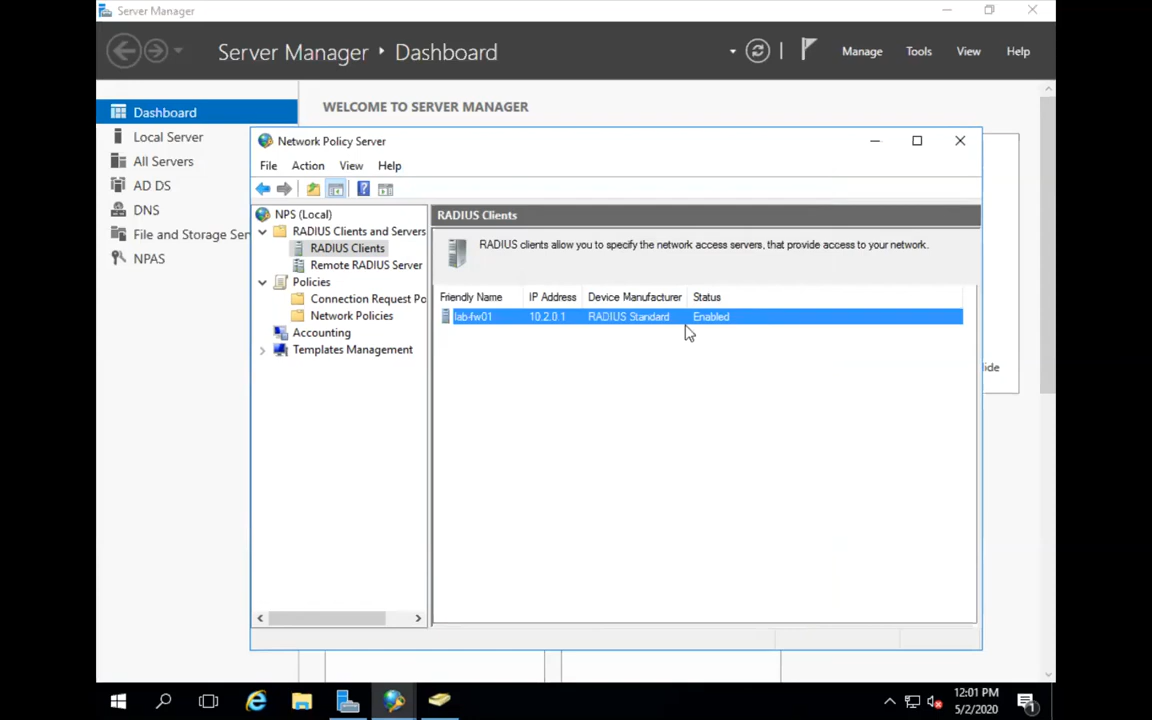 Server Manager
Server Manager ‣ Dashboard
Manage Tools View Help
Dashboard
Local Server
All Servers
AD DS
DNS
File and Storage Ser
NPAS
WELCOME TO SERVER MANAGER
Network Policy Server
File Action View Help
NPS (Local)
RADIUS Clients and Servers
RADIUS Clients
Remote RADIUS Server
Policies
Connection Request Po
Network Policies
Accounting
Templates Management
RADIUS Clients
RADIUS clients allow you to specify the network access servers, that provide access to your network.
Friendly Name IP Address Device Manufacturer Status
lab-fw01 10.2.0.1 RADIUS Standard Enabled
ide
12:01 PM
5/2/2020
1